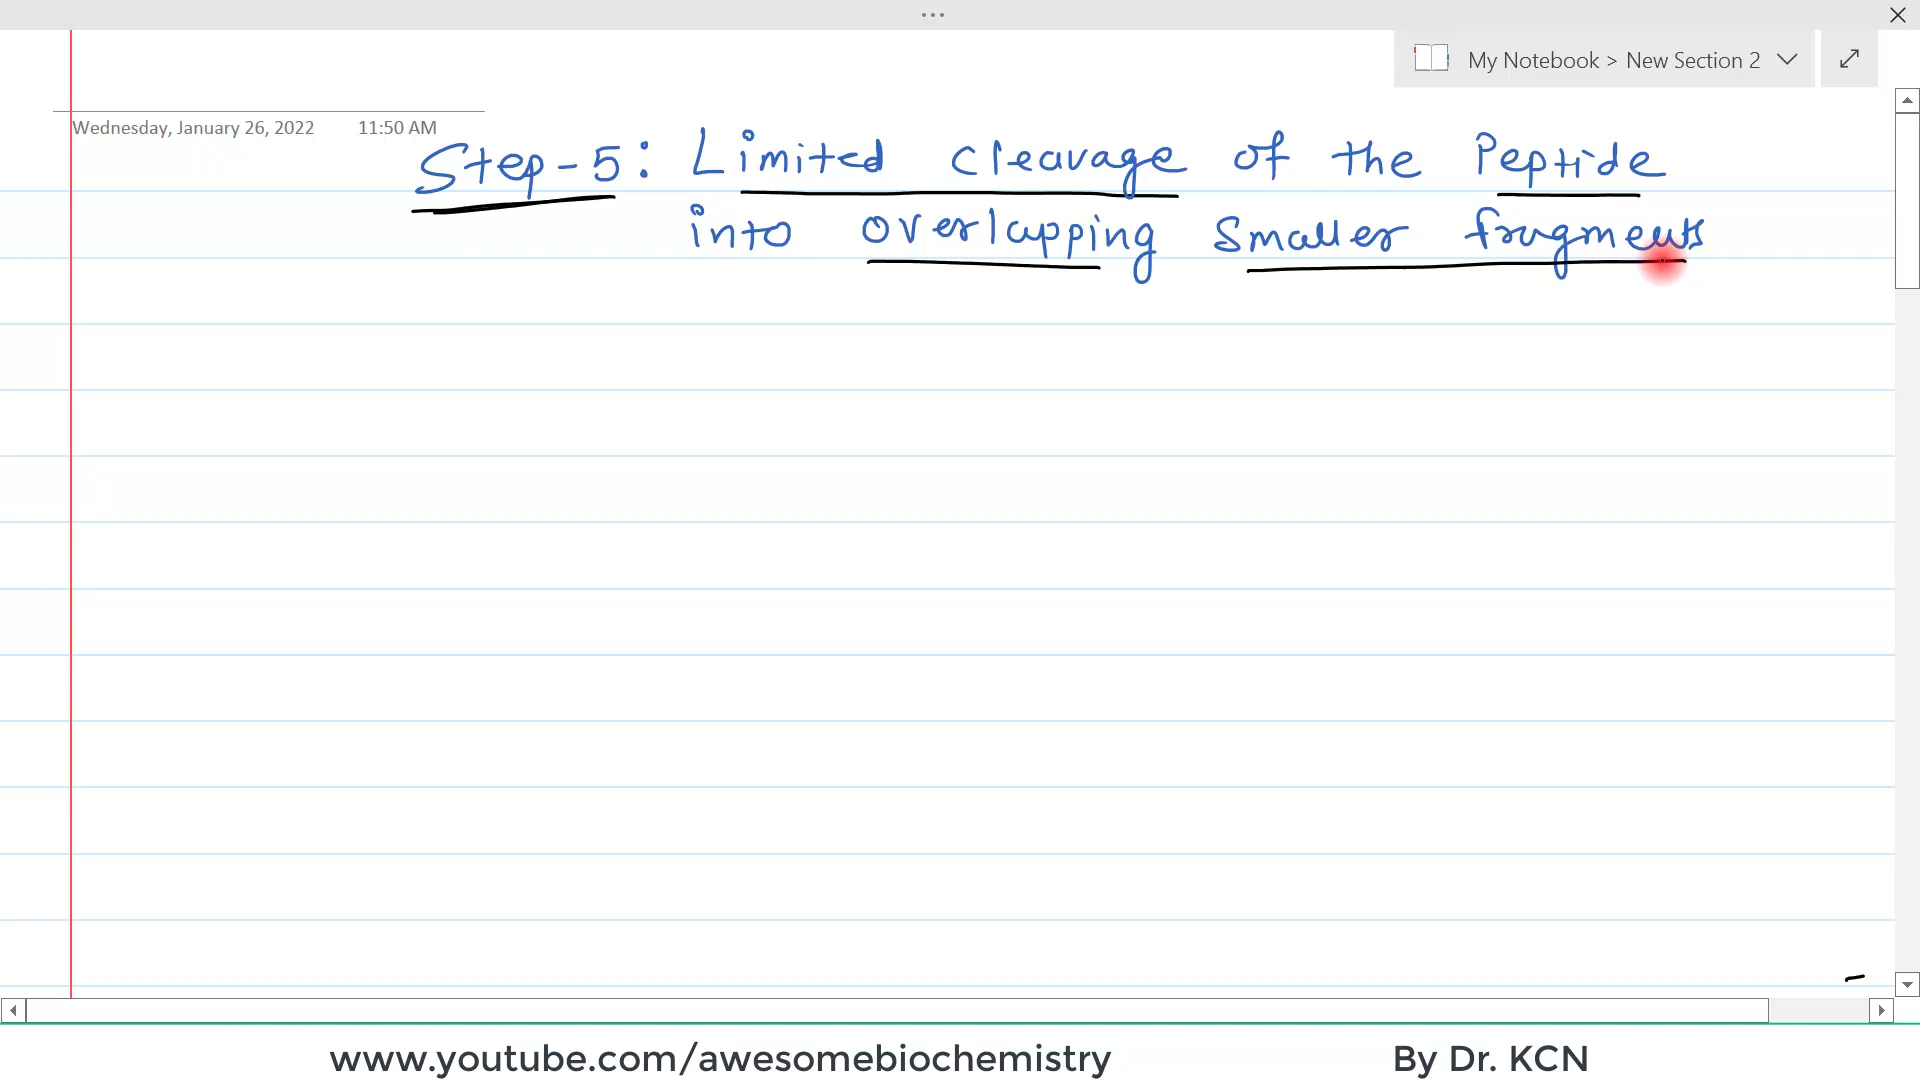 My Notebook > New Section 2
Wednesday, January 26, 2022 11:50 AM
Step-5: Limited cleavage of the Peptide
into overlapping smaller fragments
www.youtube.com/awesomebiochemistry By Dr. KCN